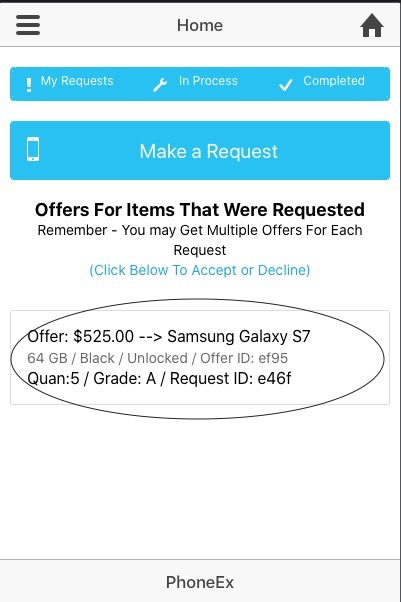 Home
My Requests In Process Completed
Make a Request
Offers For Items That Were Requested
Remember - You may Get Multiple Offers For Each
Request
(Click Below To Accept or Decline)
Offer: $525.00 --> Samsung Galaxy S7
64 GB / Black / Unlocked / Offer ID: ef95
Quan:5 / Grade: A / Request ID: e46f
PhoneEx